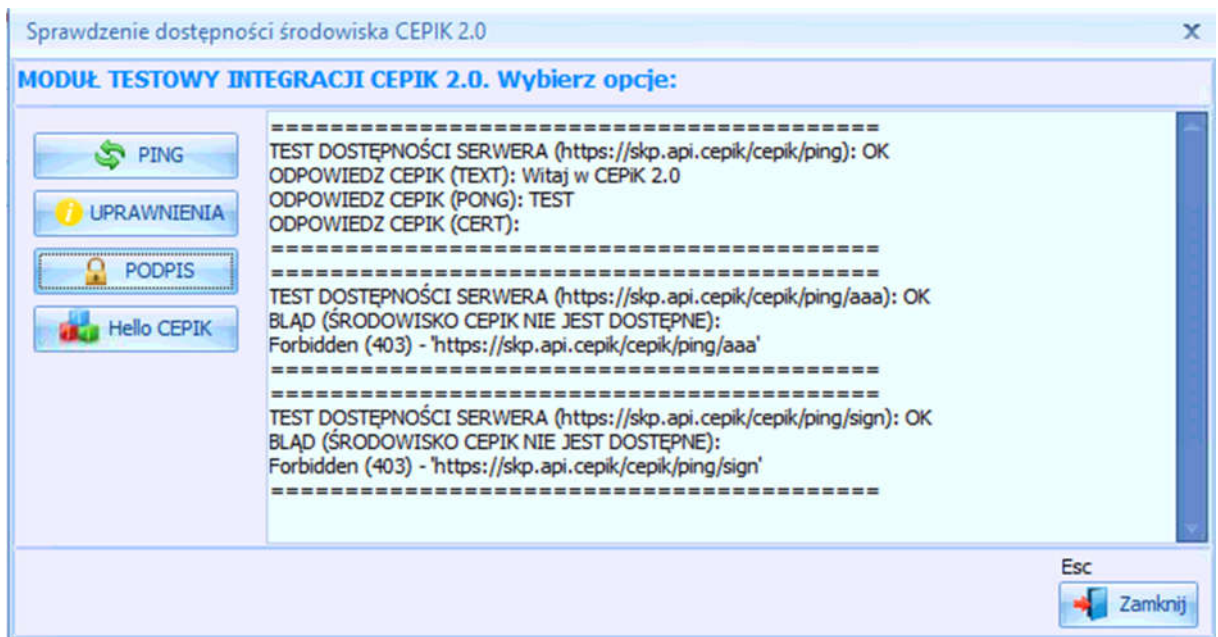 Sprawdzenie dostępności środowiska CEPIK 2.0
x
MODUŁ TESTOWY INTEGRACJI CEPIK 2.0. Wybierz opcje:
PING
UPRAWNIENIA
PODPIS
Hello CEPIK
=========================================
TEST DOSTĘPNOŚCI SERWERA (https://skp.api.cepik/cepik/ping): OK
ODPOWIEDZ CEPIK (TEXT): Witaj w CEPiK 2.0
ODPOWIEDZ CEPIK (PONG): TEST
ODPOWIEDZ CEPIK (CERT):
=========================================
=========================================
TEST DOSTĘPNOŚCI SERWERA (https://skp.api.cepik/cepik/ping/aaa): OK
BLĄD (ŚRODOWISKO CEPIK NIE JEST DOSTĘPNE):
Forbidden (403) - 'https://skp.api.cepik/cepik/ping/aaa'
=========================================
=========================================
TEST DOSTĘPNOŚCI SERWERA (https://skp.api.cepik/cepik/ping/sign): OK
BLĄD (ŚRODOWISKO CEPIK NIE JEST DOSTĘPNE):
Forbidden (403) - 'https://skp.api.cepik/cepik/ping/sign'
=========================================
Esc
Zamknij